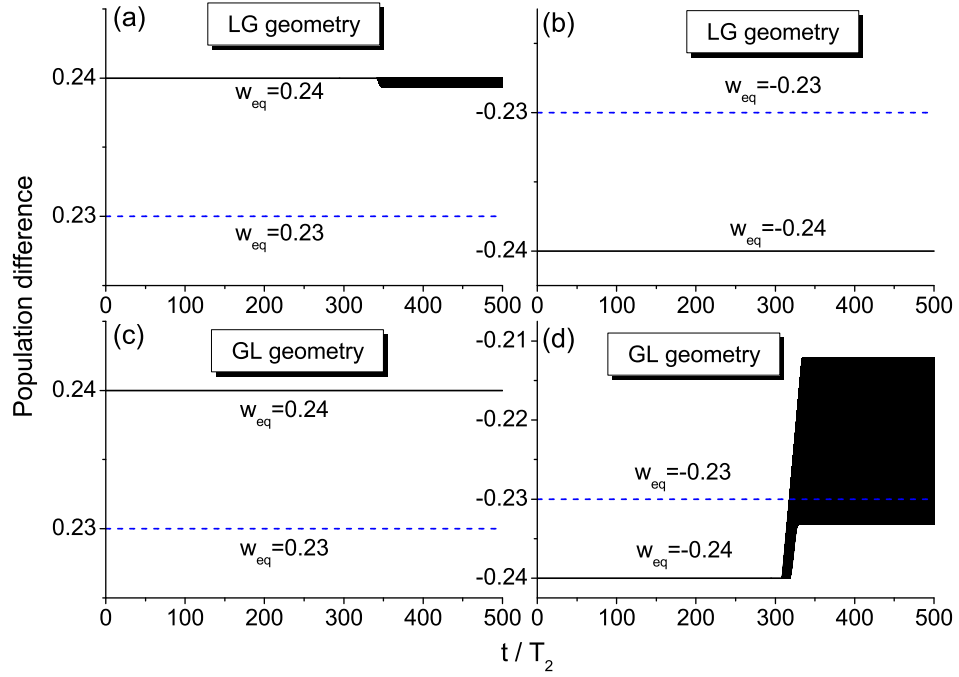 Population difference
(a)
LG geometry
0.24
w_eq=0.24
0.23
w_eq=0.23
0 100 200 300 400 500
(b)
LG geometry
w_eq=-0.23
-0.23
w_eq=-0.24
-0.24
0 100 200 300 400 500
(c)
GL geometry
0.24
w_eq=0.24
0.23
w_eq=0.23
0 100 200 300 400 500
(d)
-0.21
GL geometry
-0.22
w_eq=-0.23
-0.23
w_eq=-0.24
-0.24
0 100 200 300 400 500
t / T_2